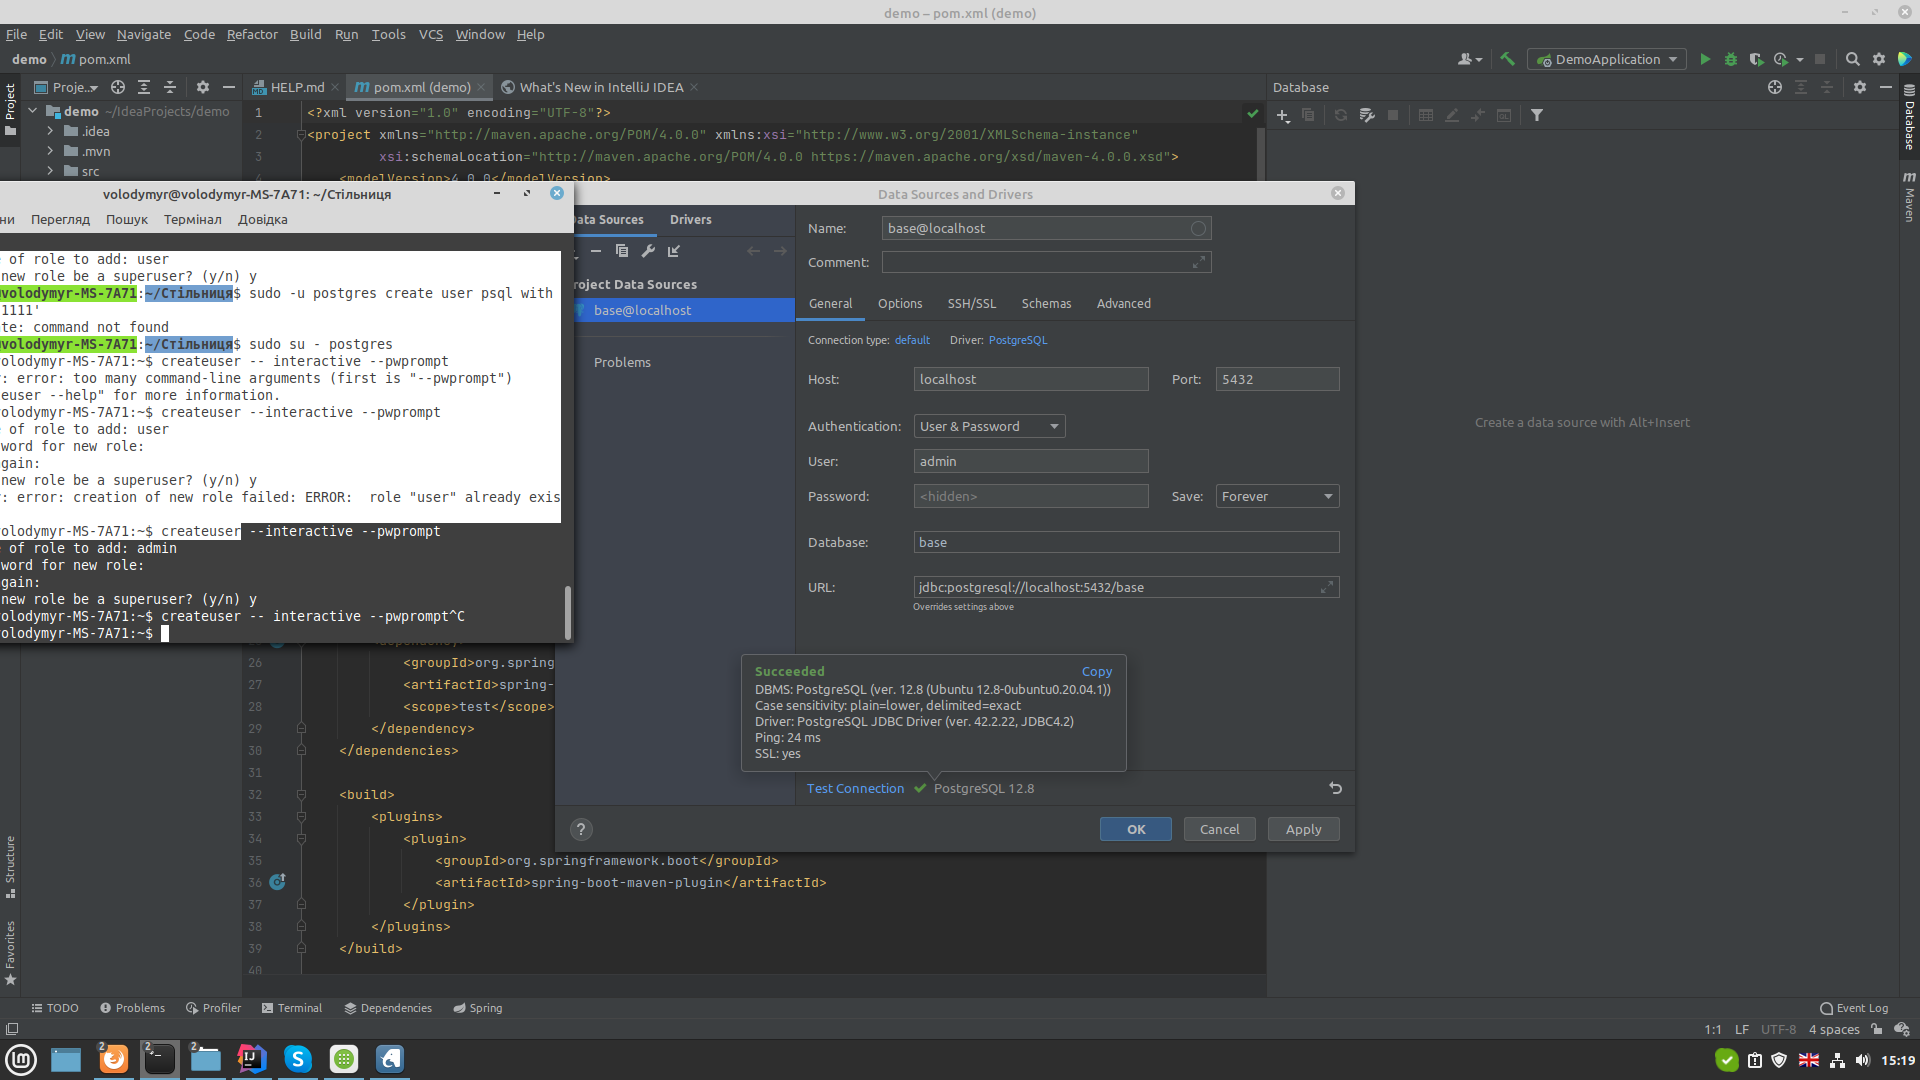 demo – pom.xml (demo)
File Edit View Navigate Code Refactor Build Run Tools VCS Window Help
demo pom.xml
DemoApplication
Project
Proje...
HELP.md
pom.xml (demo)
What's New in IntelliJ IDEA
Database
demo ~/IdeaProjects/demo
.idea
.mvn
src
1 <?xml version="1.0" encoding="UTF-8"?>
2 <project xmlns="http://maven.apache.org/POM/4.0.0" xmlns:xsi="http://www.w3.org/2001/XMLSchema-instance"
3 xsi:schemaLocation="http://maven.apache.org/POM/4.0.0 https://maven.apache.org/xsd/maven-4.0.0.xsd">
<modelVersion>4.0.0</modelVersion>
Database
Maven
Create a data source with Alt+Insert
volodymyr@volodymyr-MS-7A71: ~/Стільниця
ни Перегляд Пошук Термінал Довідка
of role to add: user
new role be a superuser? (y/n) y
volodymyr-MS-7A71:~/Стільниця$ sudo -u postgres create user psql with
1111'
te: command not found
volodymyr-MS-7A71:~/Стільниця$ sudo su - postgres
olodymyr-MS-7A71:~$ createuser -- interactive --pwprompt
: error: too many command-line arguments (first is "--pwprompt")
euser --help" for more information.
olodymyr-MS-7A71:~$ createuser --interactive --pwprompt
of role to add: user
word for new role:
gain:
new role be a superuser? (y/n) y
: error: creation of new role failed: ERROR:  role "user" already exis
olodymyr-MS-7A71:~$ createuser --interactive --pwprompt
of role to add: admin
word for new role:
gain:
new role be a superuser? (y/n) y
olodymyr-MS-7A71:~$ createuser -- interactive --pwprompt^C
olodymyr-MS-7A71:~$
Data Sources and Drivers
ata Sources Drivers
roject Data Sources
base@localhost
Problems
Name: base@localhost
Comment:
General Options SSH/SSL Schemas Advanced
Connection type: default Driver: PostgreSQL
Host: localhost Port: 5432
Authentication: User & Password
User: admin
Password: <hidden> Save: Forever
Database: base
URL: jdbc:postgresql://localhost:5432/base
Overrides settings above
Succeeded Copy
DBMS: PostgreSQL (ver. 12.8 (Ubuntu 12.8-0ubuntu0.20.04.1))
Case sensitivity: plain=lower, delimited=exact
Driver: PostgreSQL JDBC Driver (ver. 42.2.22, JDBC4.2)
Ping: 24 ms
SSL: yes
Test Connection PostgreSQL 12.8
? OK Cancel Apply
26 <groupId>org.spring
27 <artifactId>spring-
28 <scope>test</scope>
29 </dependency>
30 </dependencies>
31
32 <build>
33 <plugins>
34 <plugin>
35 <groupId>org.springframework.boot</groupId>
36 <artifactId>spring-boot-maven-plugin</artifactId>
37 </plugin>
38 </plugins>
39 </build>
40
Structure
Favorites
TODO Problems Profiler Terminal Dependencies Spring Event Log
1:1 LF UTF-8 4 spaces
2 2 2 15:19